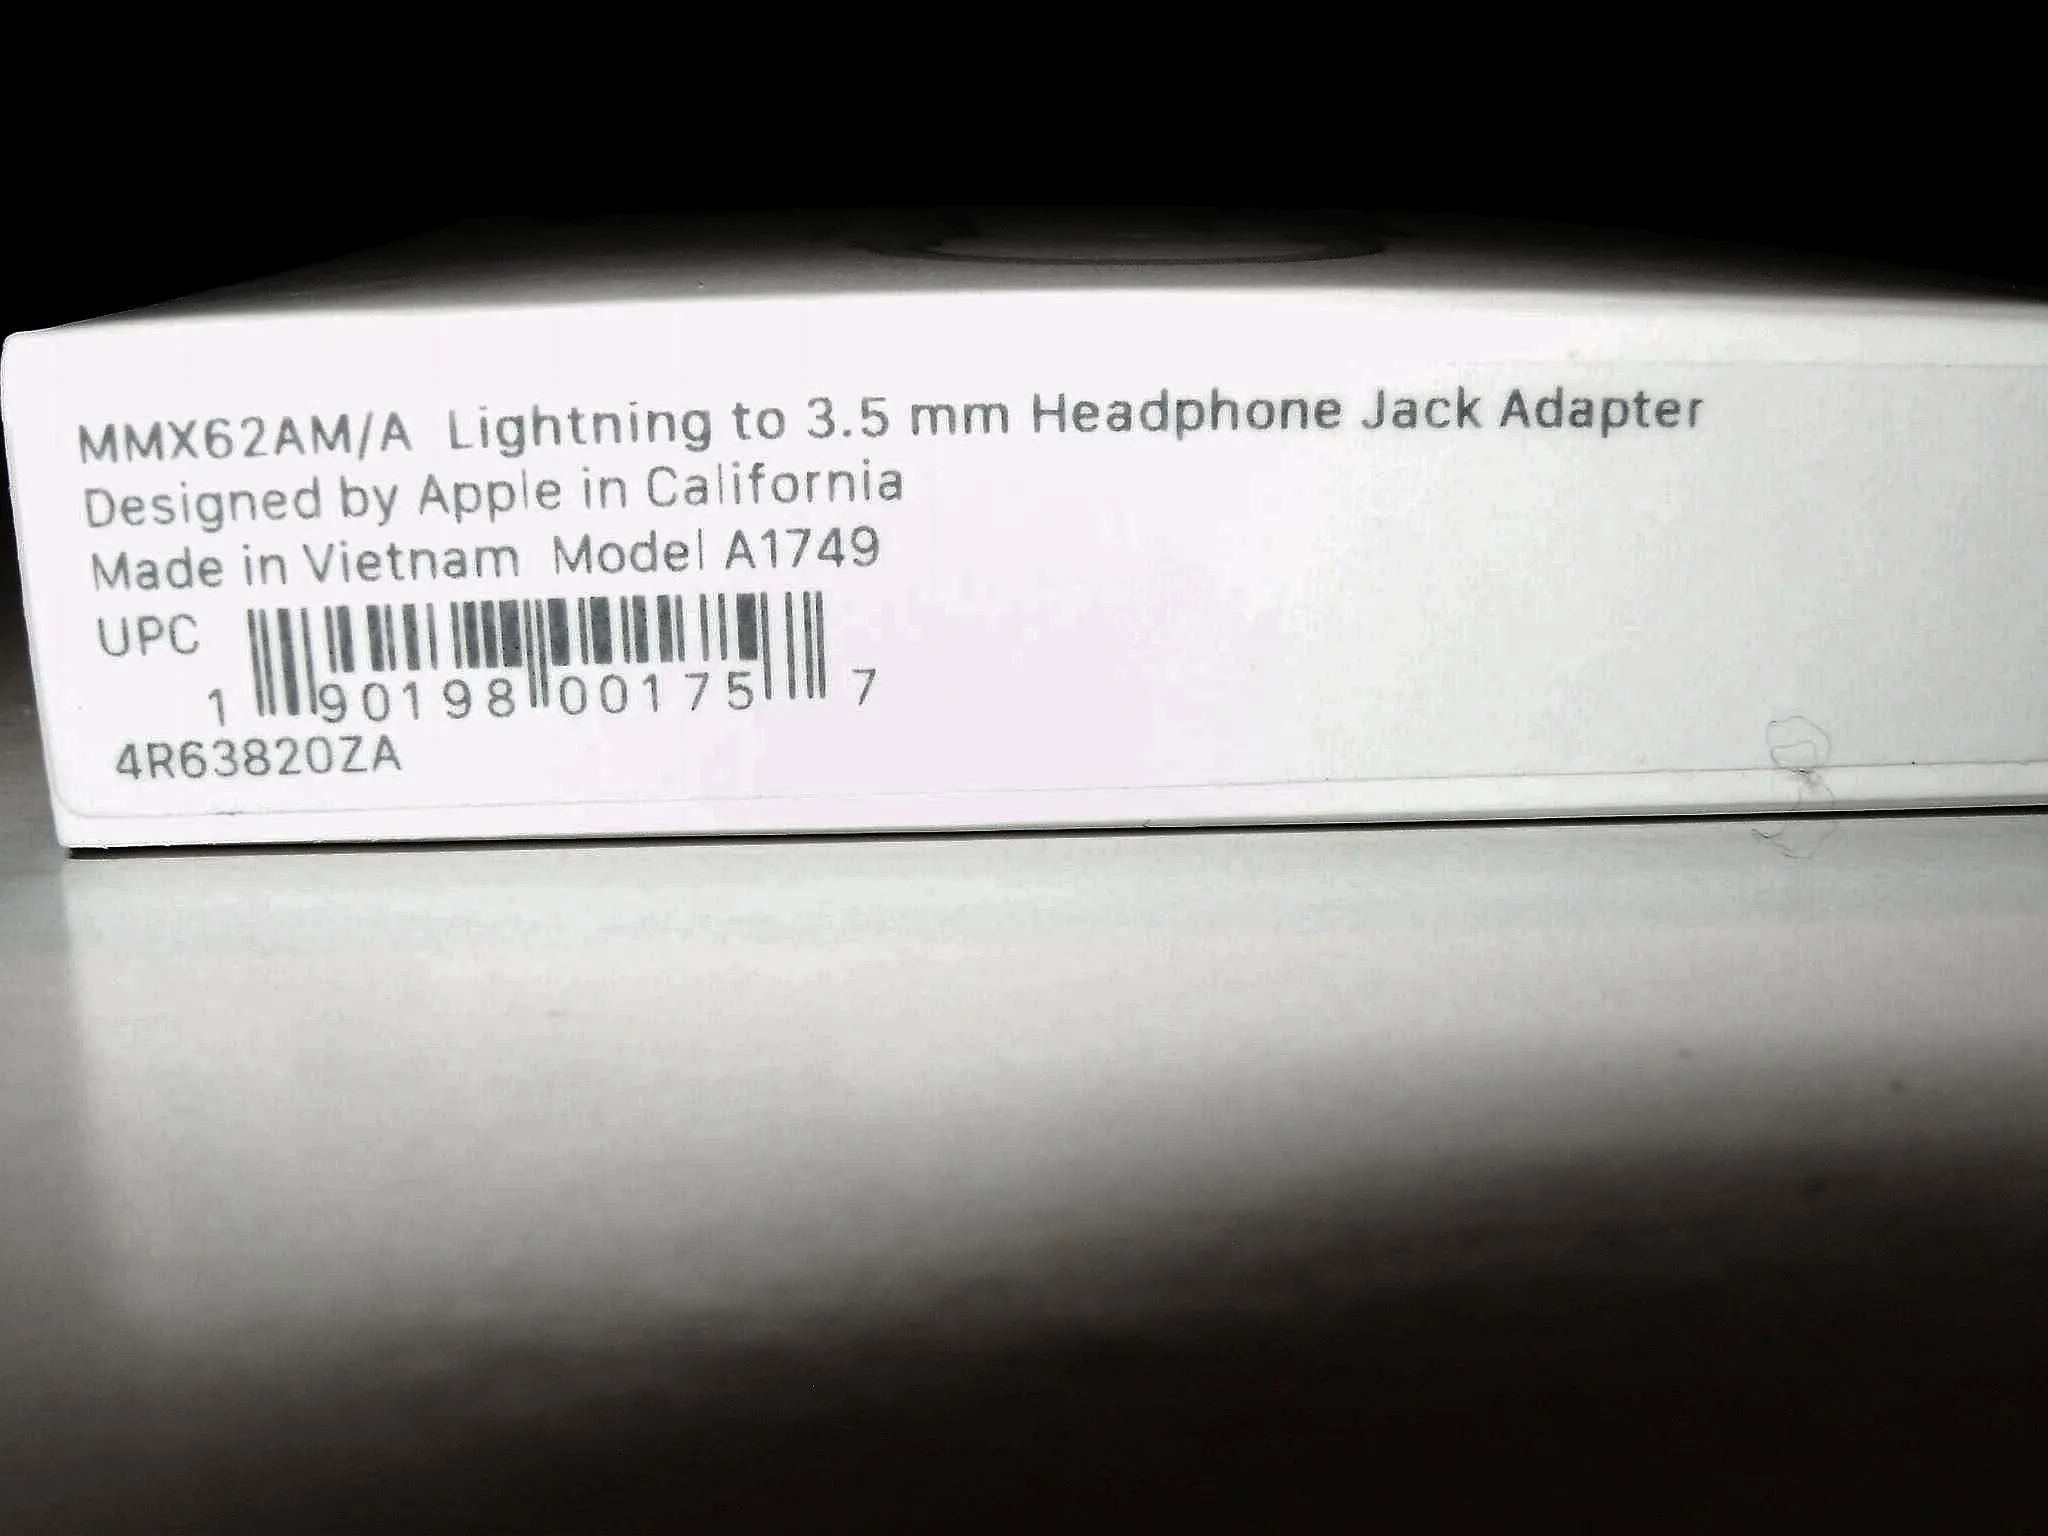 MMX62AM/A Lightning to 3.5 mm Headphone Jack Adapter
Designed by Apple in California
Made in Vietnam Model A1749
UPC
1 90198 00175 7
4R63820ZA